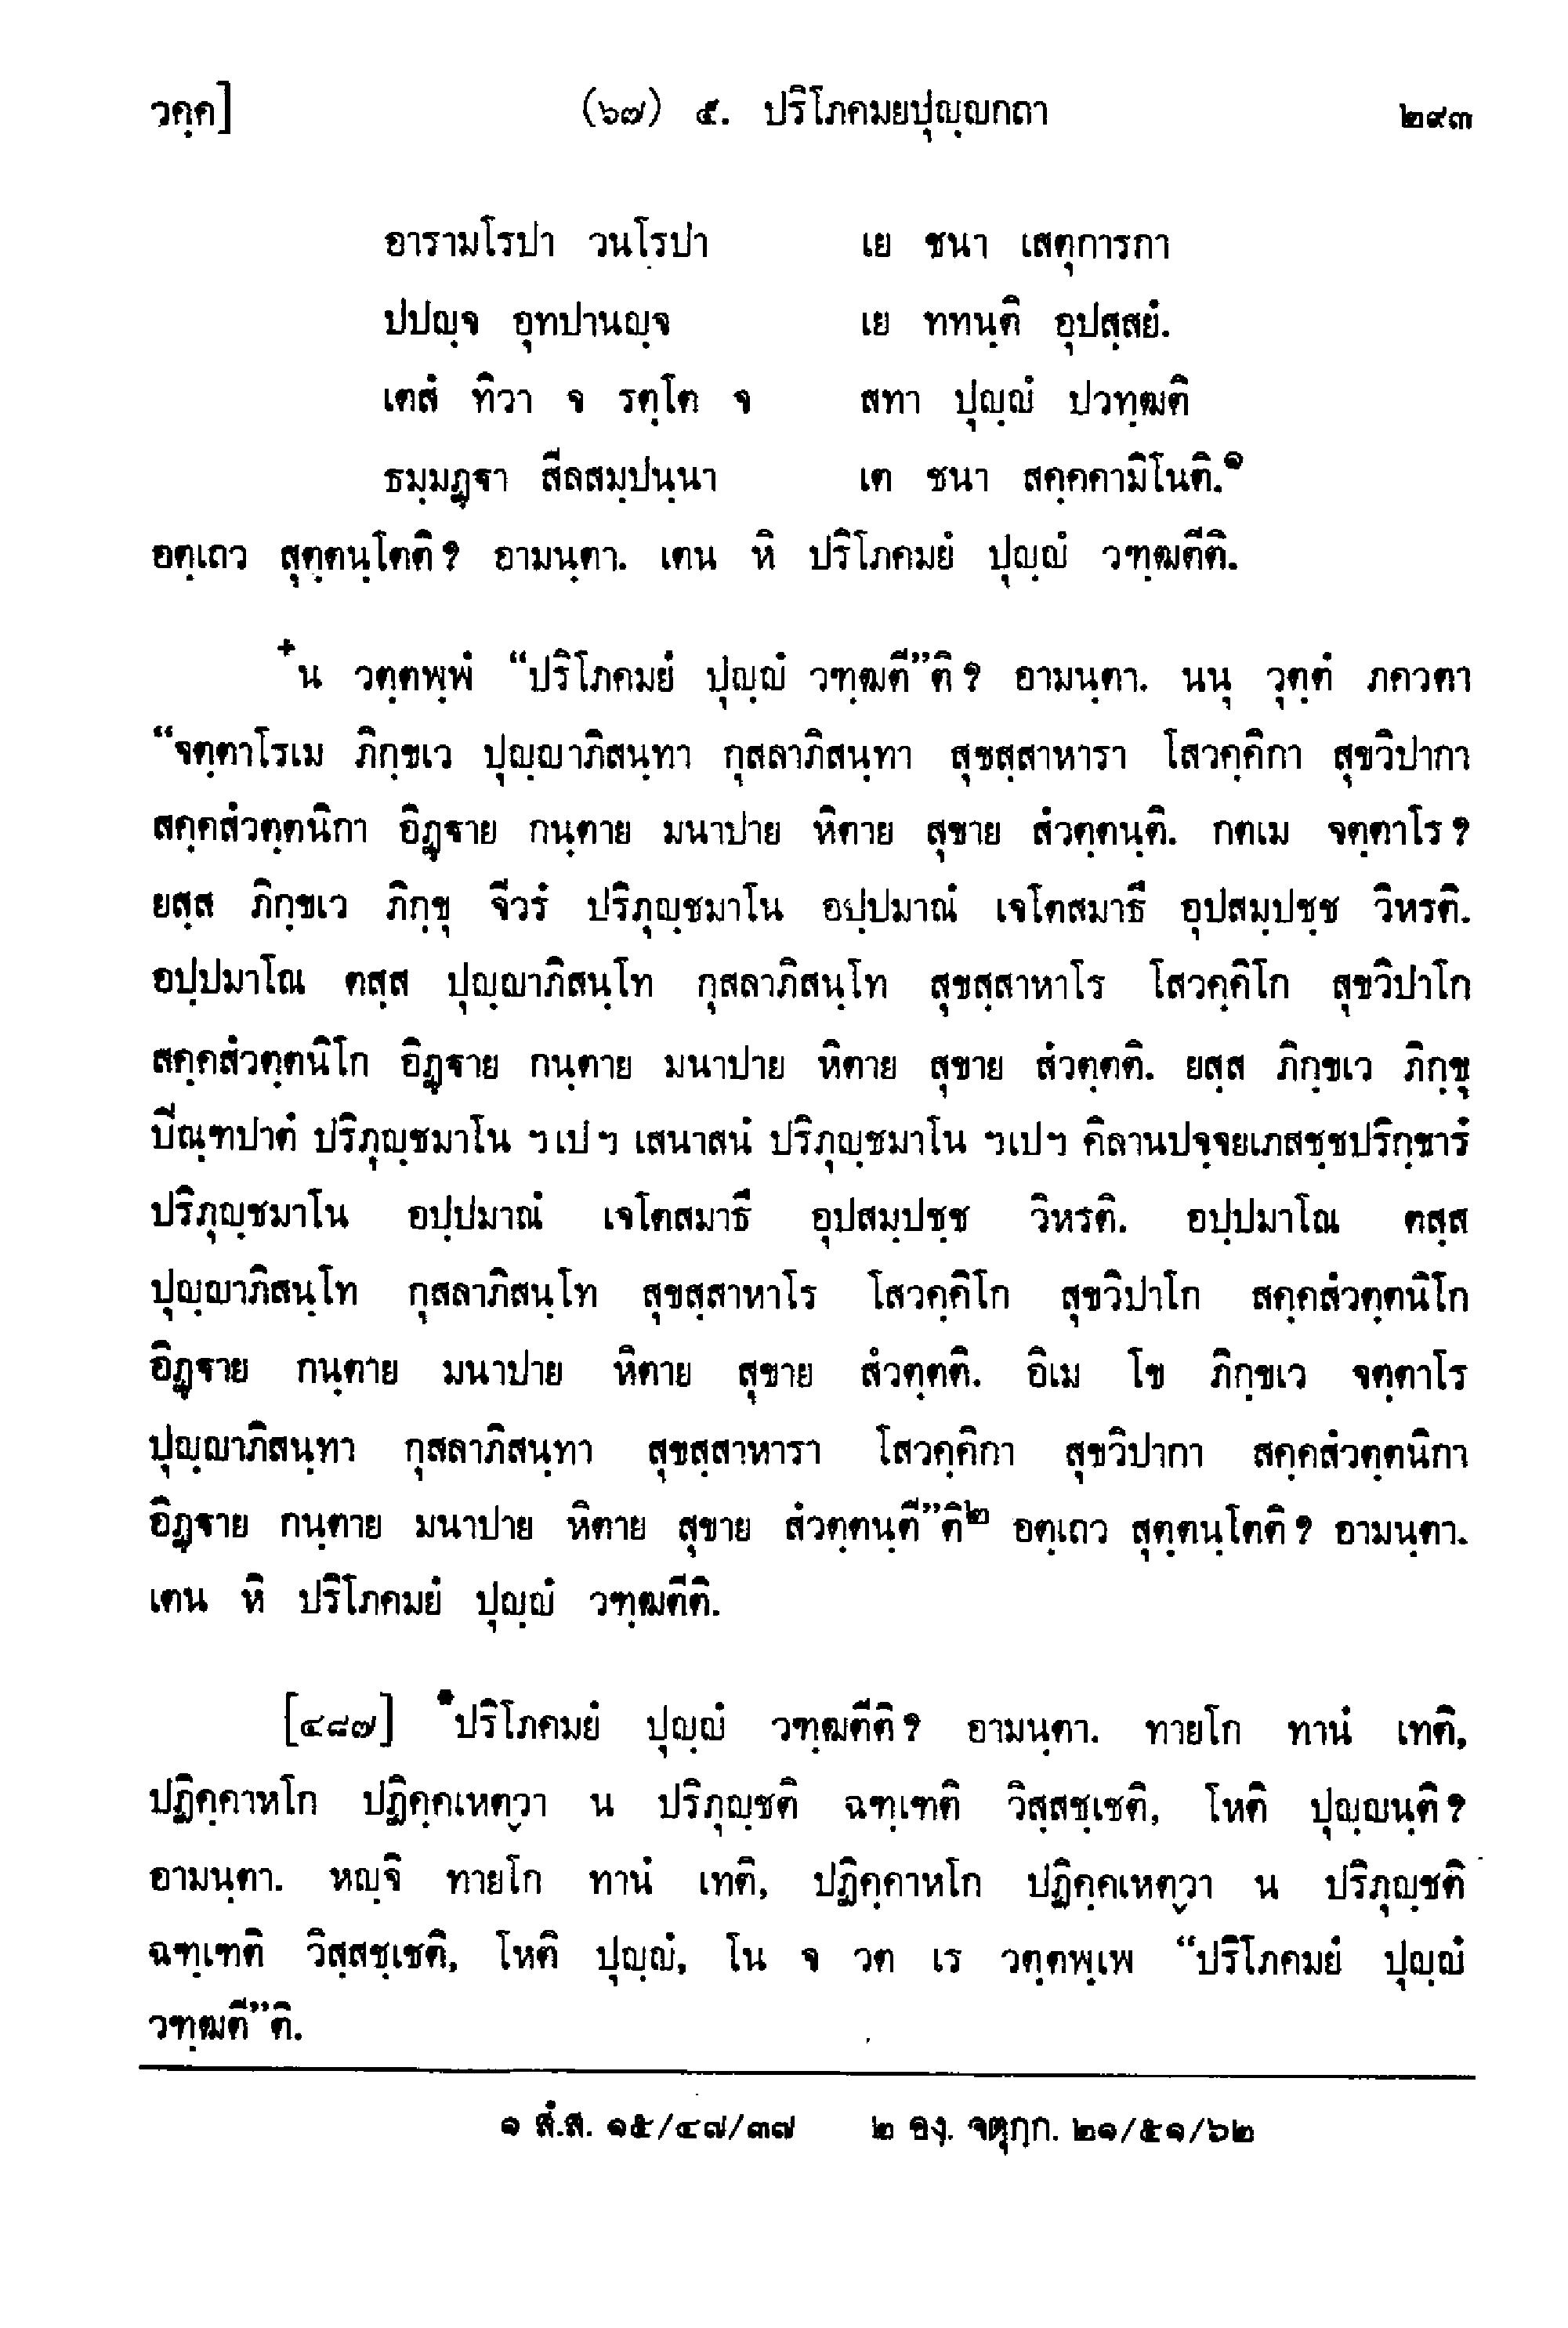 วคฺค] (๖๗) ๕. ปริโภคมยปุญฺญกถา ๒๙๓
อารามโรปา วนโรปา เย ชนา เสตุการกา
ปปญฺจ อุทปานญฺจ เย ททนฺติ อุปสฺสยํ.
เตสํ ทิวา จ รตฺโต จ สทา ปุญฺญํ ปวฑฺฒติ
ธมฺมฏฺฐา สีลสมฺปนฺนา เต ชนา สคฺคคามิโนติ.๑
อตฺเถว สุตฺตนฺโตติ? อามนฺตา. เตน หิ ปริโภคมยํ ปุญฺญํ วฑฺฒตีติ.
+น วตฺตพฺพํ “ปริโภคมยํ ปุญฺญํ วฑฺฒตี”ติ? อามนฺตา. นนุ วุตฺตํ ภควตา
“จตฺตาโรเม ภิกฺขเว ปุญฺญาภิสนฺทา กุสลาภิสนฺทา สุขสฺสาหารา โสวคฺคิกา สุขวิปากา
สคฺคสํวตฺตนิกา อิฏฺฐาย กนฺตาย มนาปาย หิตาย สุขาย สํวตฺตนฺติ. กตเม จตฺตาโร?
ยสฺส ภิกฺขเว ภิกฺขุ จีวรํ ปริภุญฺชมาโน อปฺปมาณํ เจโตสมาธึ อุปสมฺปชฺช วิหรติ.
อปฺปมาโณ ตสฺส ปุญฺญาภิสนฺโท กุสลาภิสนฺโท สุขสฺสาหาโร โสวคฺคิโก สุขวิปาโก
สคฺคสํวตฺตนิโก อิฏฺฐาย กนฺตาย มนาปาย หิตาย สุขาย สํวตฺตติ. ยสฺส ภิกฺขเว ภิกฺขุ
ปิณฺฑปาตํ ปริภุญฺชมาโน ฯเปฯ เสนาสนํ ปริภุญฺชมาโน ฯเปฯ คิลานปจฺจยเภสชฺชปริกฺขารํ
ปริภุญฺชมาโน อปฺปมาณํ เจโตสมาธึ อุปสมฺปชฺช วิหรติ. อปฺปมาโณ ตสฺส
ปุญฺญาภิสนฺโท กุสลาภิสนฺโท สุขสฺสาหาโร โสวคฺคิโก สุขวิปาโก สคฺคสํวตฺตนิโก
อิฏฺฐาย กนฺตาย มนาปาย หิตาย สุขาย สํวตฺตติ. อิเม โข ภิกฺขเว จตฺตาโร
ปุญฺญาภิสนฺทา กุสลาภิสนฺทา สุขสฺสาหารา โสวคฺคิกา สุขวิปากา สคฺคสํวตฺตนิกา
อิฏฺฐาย กนฺตาย มนาปาย หิตาย สุขาย สํวตฺตนฺตี”ติ๒ อตฺเถว สุตฺตนฺโตติ? อามนฺตา.
เตน หิ ปริโภคมยํ ปุญฺญํ วฑฺฒตีติ.
[๔๘๗] *ปริโภคมยํ ปุญฺญํ วฑฺฒตีติ? อามนฺตา. ทายโก ทานํ เทติ,
ปฏิคฺคาหโก ปฏิคฺคเหตฺวา น ปริภุญฺชติ ฉฑฺเฑติ วิสฺสชฺเชติ, โหติ ปุญฺญนฺติ?
อามนฺตา. หญฺจิ ทายโก ทานํ เทติ, ปฏิคฺคาหโก ปฏิคฺคเหตฺวา น ปริภุญฺชติ
ฉฑฺเฑติ วิสฺสชฺเชติ, โหติ ปุญฺญํ, โน จ วต เร วตฺตพฺเพ “ปริโภคมยํ ปุญฺญํ
วฑฺฒตี”ติ.
๑ สํ.ส. ๑๕/๔๗/๓๗ ๒ องฺ. จตุกฺก. ๒๑/๕๑/๖๒